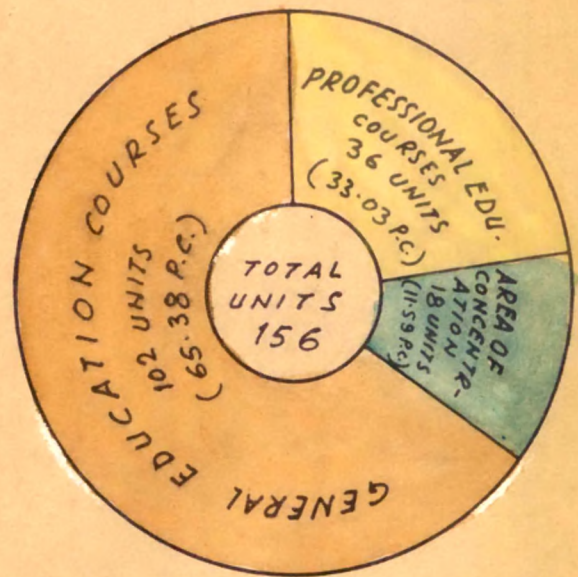 PROFESSIONAL EDU.
COURSES
36 UNITS
(33.03 P.C.)
AREA OF
CONCENTR-
ATION
18 UNITS
(11.59 P.C)
GENERAL EDUCATION COURSES
102 UNITS
(65.38 P.C.)
TOTAL
UNITS
156